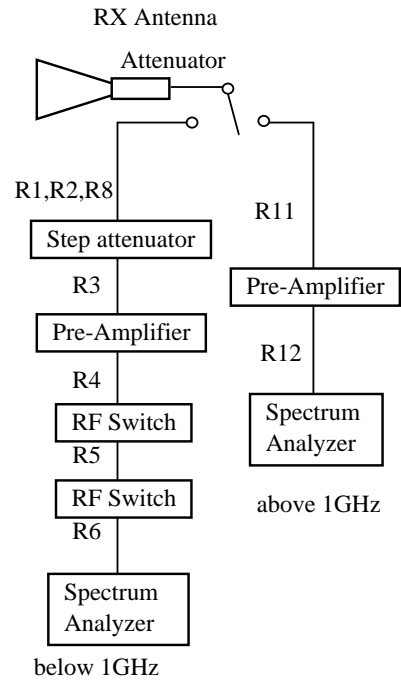 RX Antenna
Attenuator
R1,R2,R8
Step attenuator
R3
Pre-Amplifier
R4
RF Switch
R5
RF Switch
R6
Spectrum
Analyzer
below 1GHz
R11
Pre-Amplifier
R12
Spectrum
Analyzer
above 1GHz